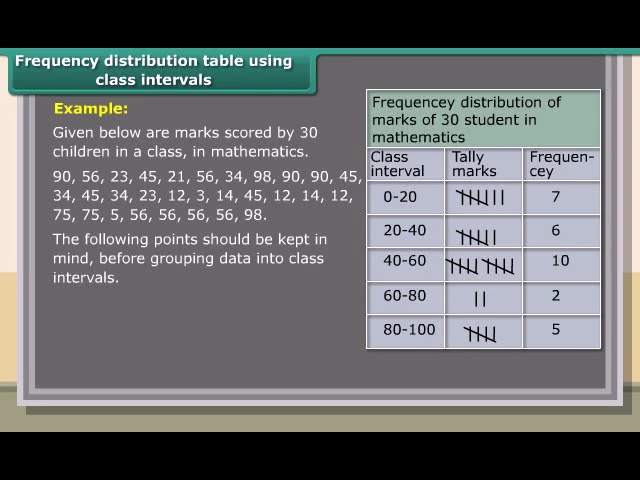 Frequency distribution table using
class intervals
Example:
Given below are marks scored by 30
children in a class, in mathematics.
90, 56, 23, 45, 21, 56, 34, 98, 90, 90, 45,
34, 45, 34, 23, 12, 3, 14, 45, 12, 14, 12,
75, 75, 5, 56, 56, 56, 56, 98.
The following points should be kept in
mind, before grouping data into class
intervals.
Frequencey distribution of
marks of 30 student in
mathematics
Class interval Tally marks Frequen-cey
0-20 7
20-40 6
40-60 10
60-80 2
80-100 5